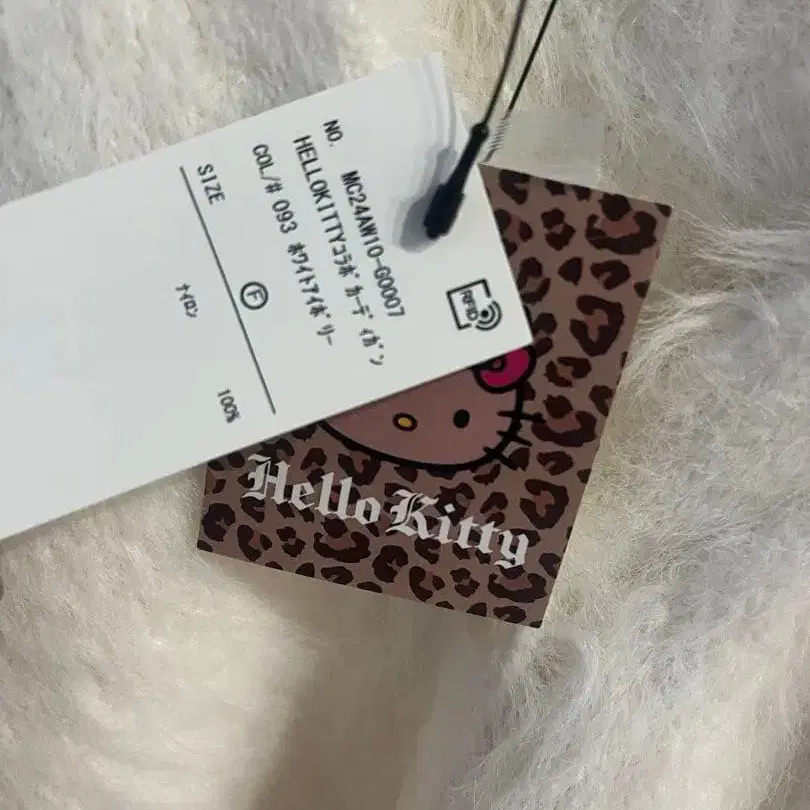 NO. MC24AW10-G0007
HELLOKITTYコラボ カーディガン
COL/# 093 ホワイトアイボリー
SIZE Ⓕ
ナイロン 100%
RFID
Hello Kitty